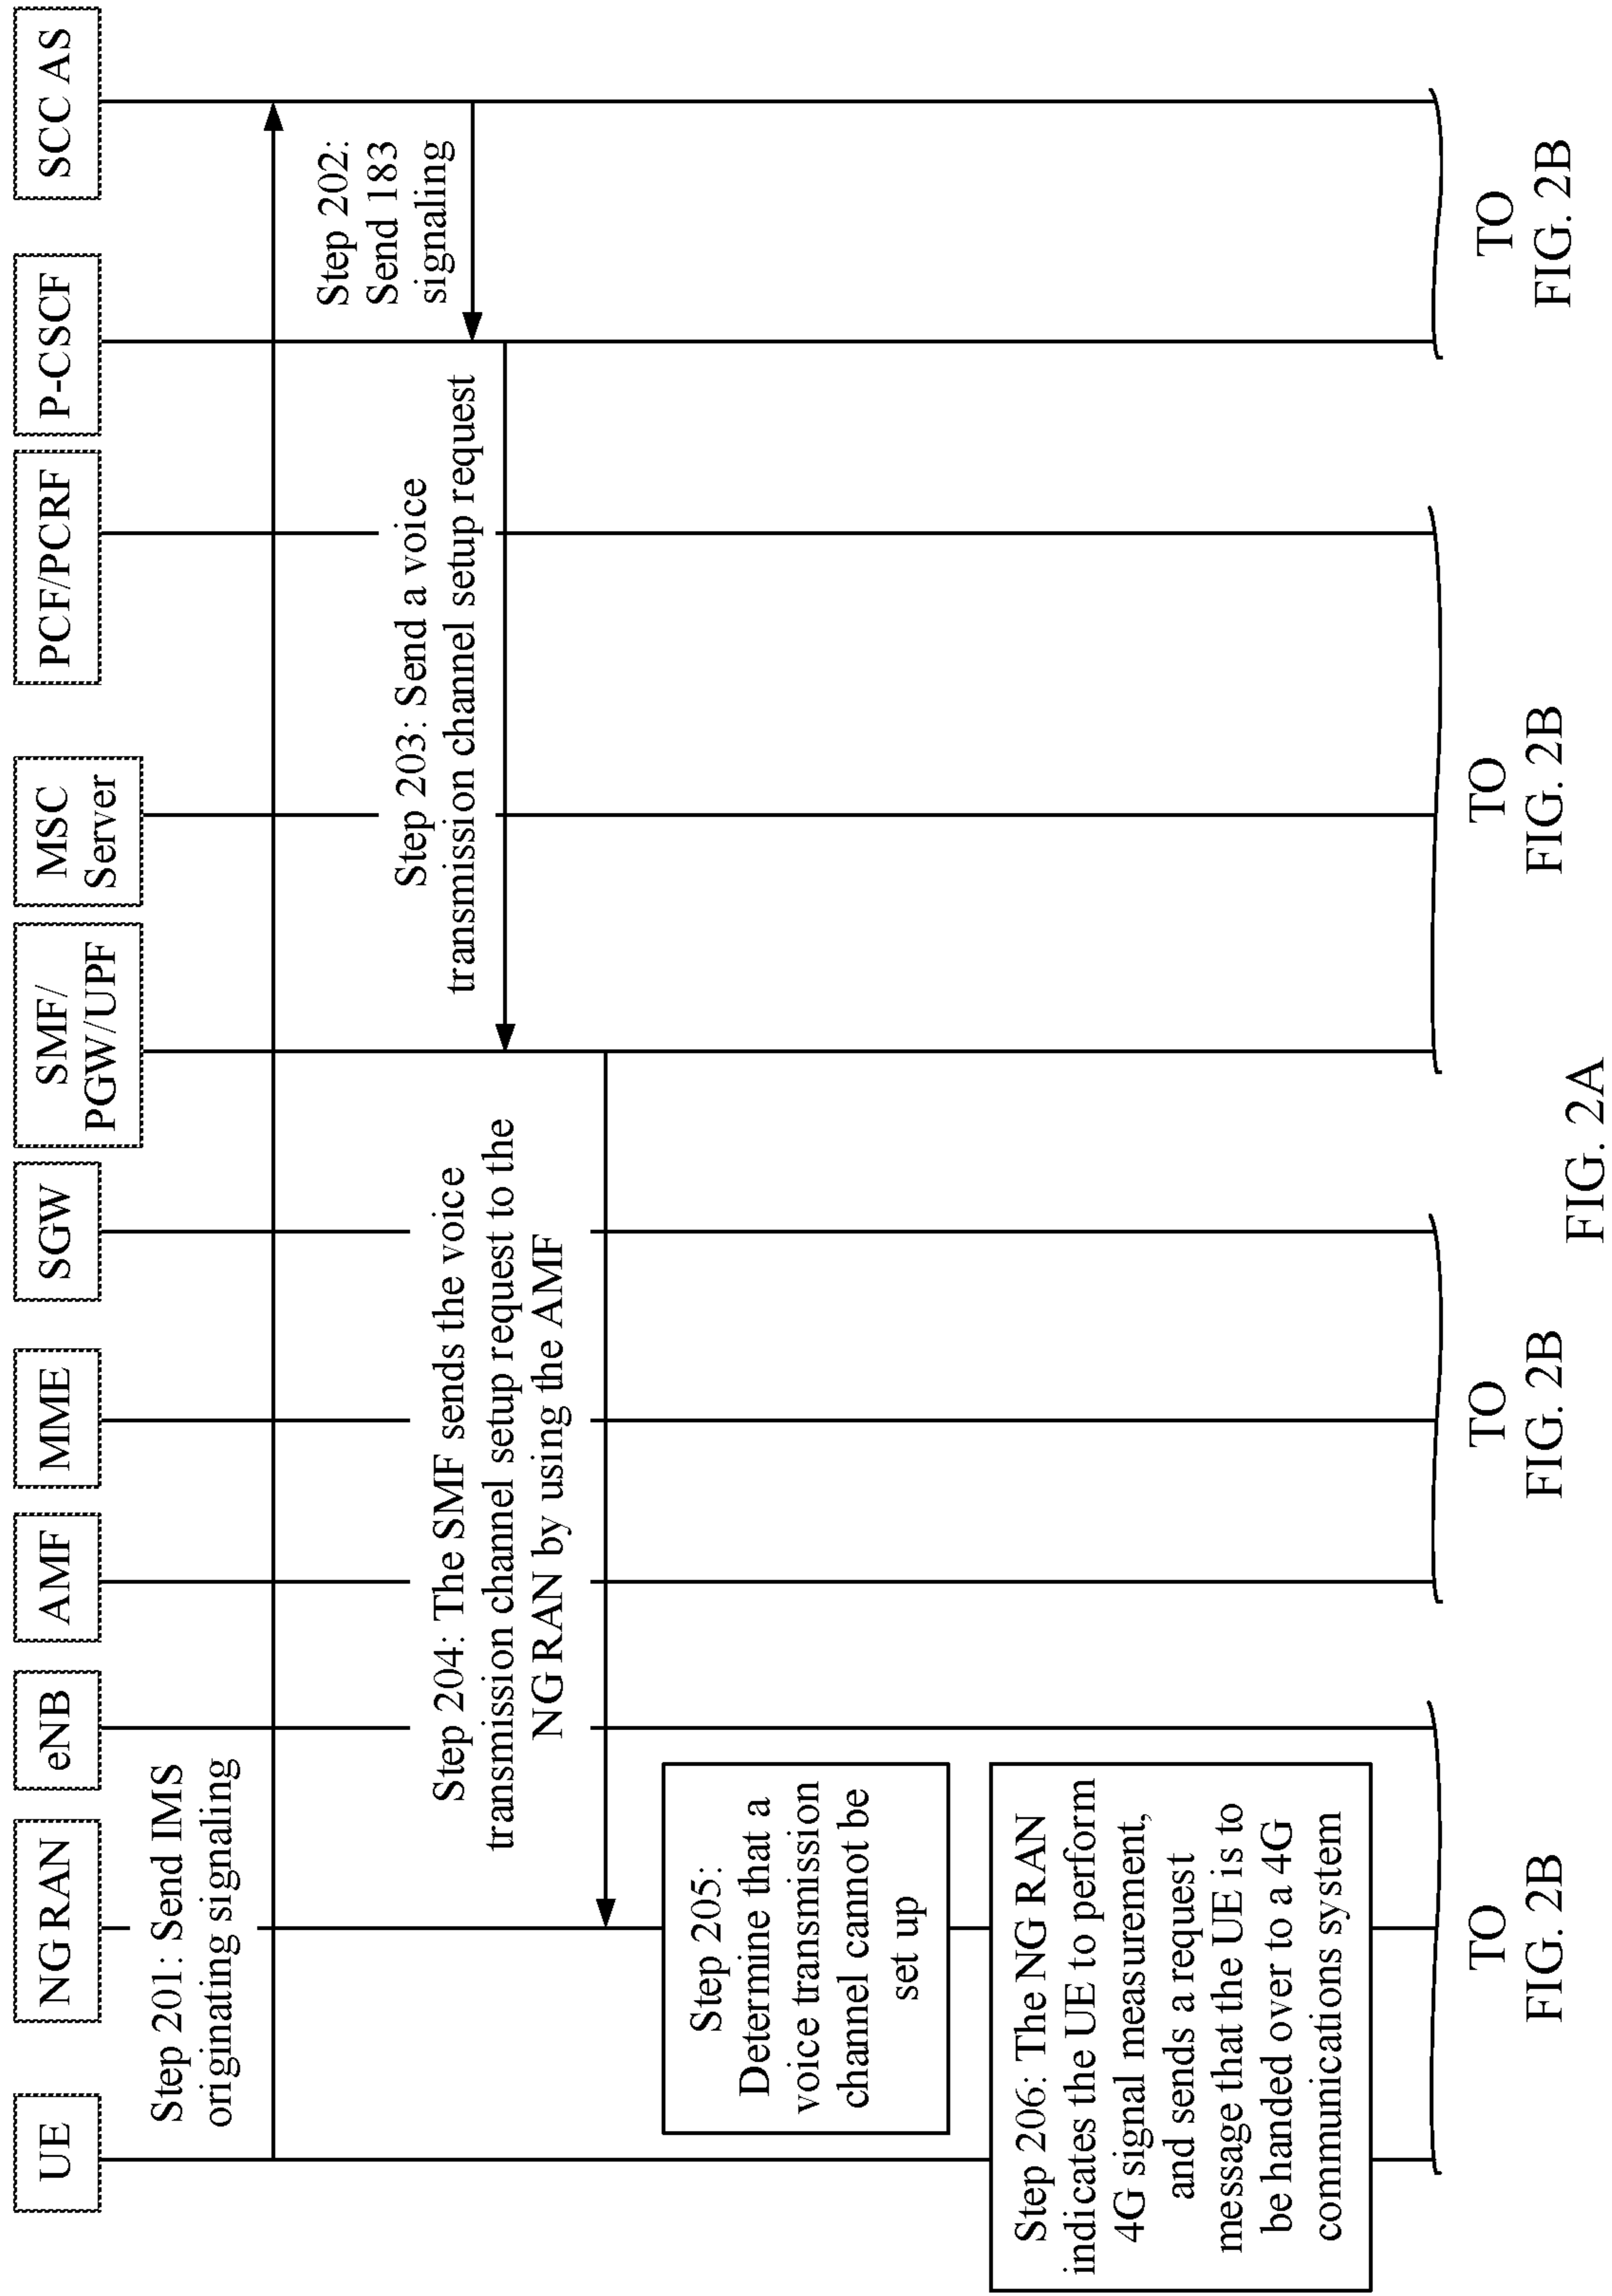 UE
NG RAN
eNB
AMF
MME
SGW
SMF/
PGW/UPF
MSC
Server
PCF/PCRF
P-CSCF
SCC AS
Step 201: Send IMS
originating signaling
Step 202:
Send 183
signaling
Step 203: Send a voice
transmission channel setup request
Step 204: The SMF sends the voice
transmission channel setup request to the
NG RAN by using the AMF
Step 205:
Determine that a
voice transmission
channel cannot be
set up
Step 206: The NG RAN
indicates the UE to perform
4G signal measurement,
and sends a request
message that the UE is to
be handed over to a 4G
communications system
TO
FIG. 2B
TO
FIG. 2B
TO
FIG. 2B
TO
FIG. 2B
FIG. 2A